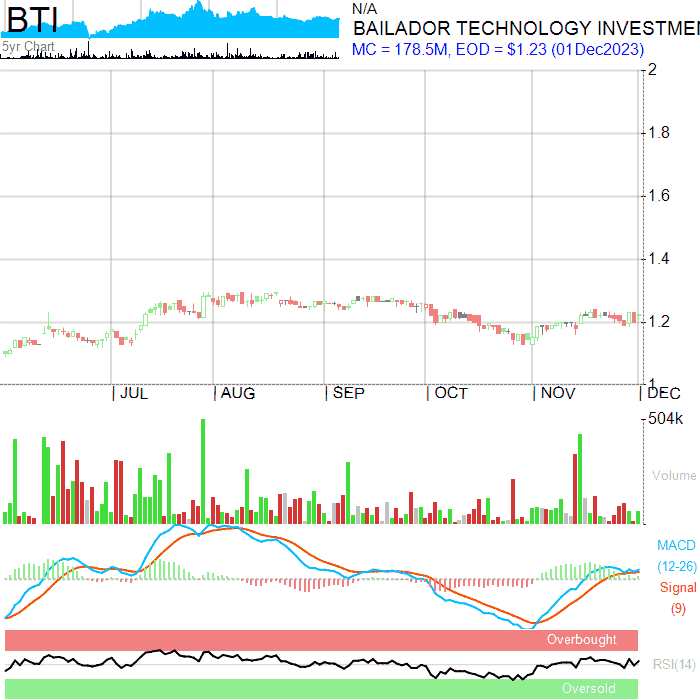 BTI
5yr Chart
N/A
BAILADOR TECHNOLOGY INVESTMEN
MC = 178.5M, EOD = $1.23 (01Dec2023)
2
1.8
1.6
1.4
1.2
1
JUL AUG SEP OCT NOV DEC
504k
Volume
MACD
(12-26)
Signal
(9)
Overbought
RSI(14)
Oversold